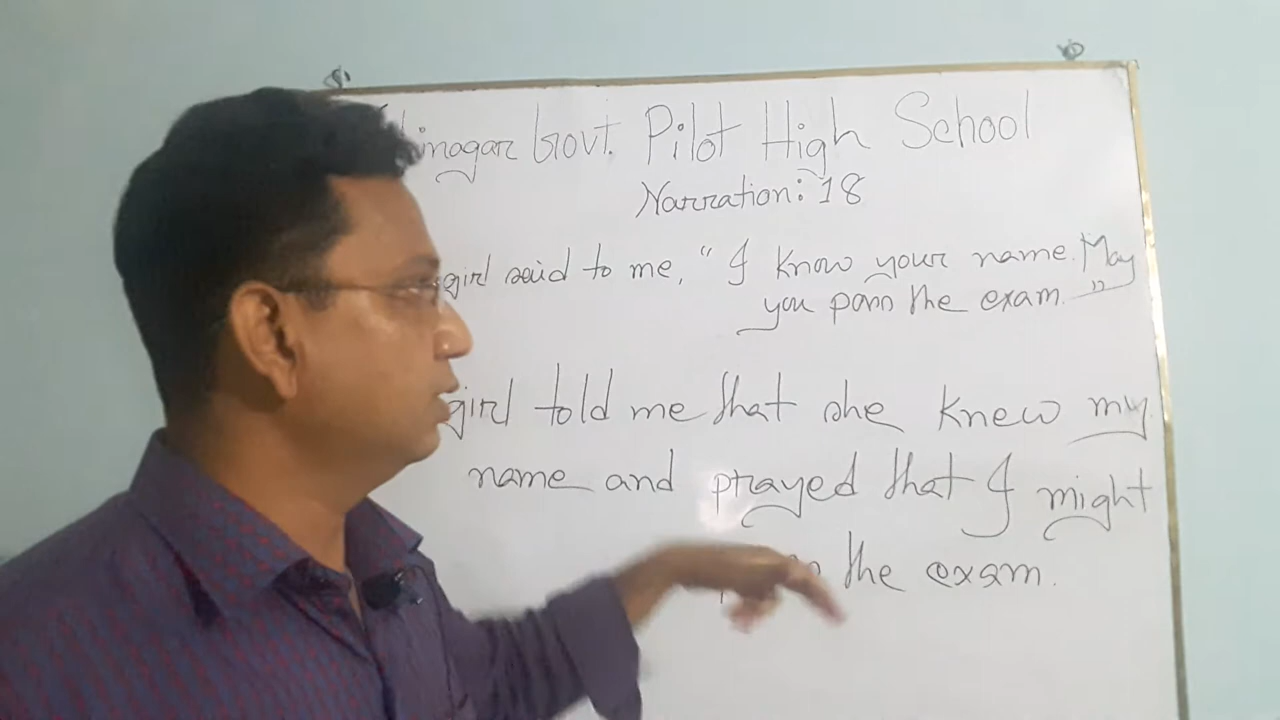 inagar Govt. Pilot High School
Narration: 18
girl said to me, "I know your name. May
you pass the exam."
girl told me that she knew my
name and prayed that I might
the exam.